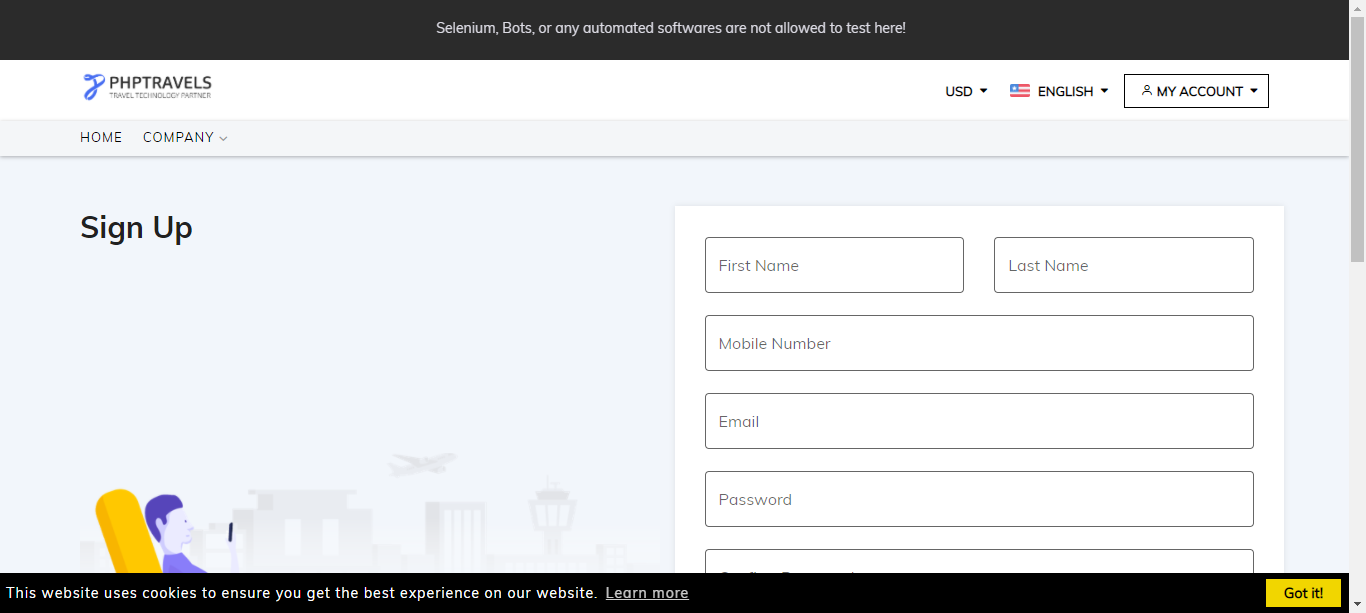 Selenium, Bots, or any automated softwares are not allowed to test here!
PHPTRAVELS
TRAVEL TECHNOLOGY PARTNER
USD
ENGLISH
MY ACCOUNT
HOME
COMPANY
Sign Up
First Name
Last Name
Mobile Number
Email
Password
This website uses cookies to ensure you get the best experience on our website. Learn more
Got it!